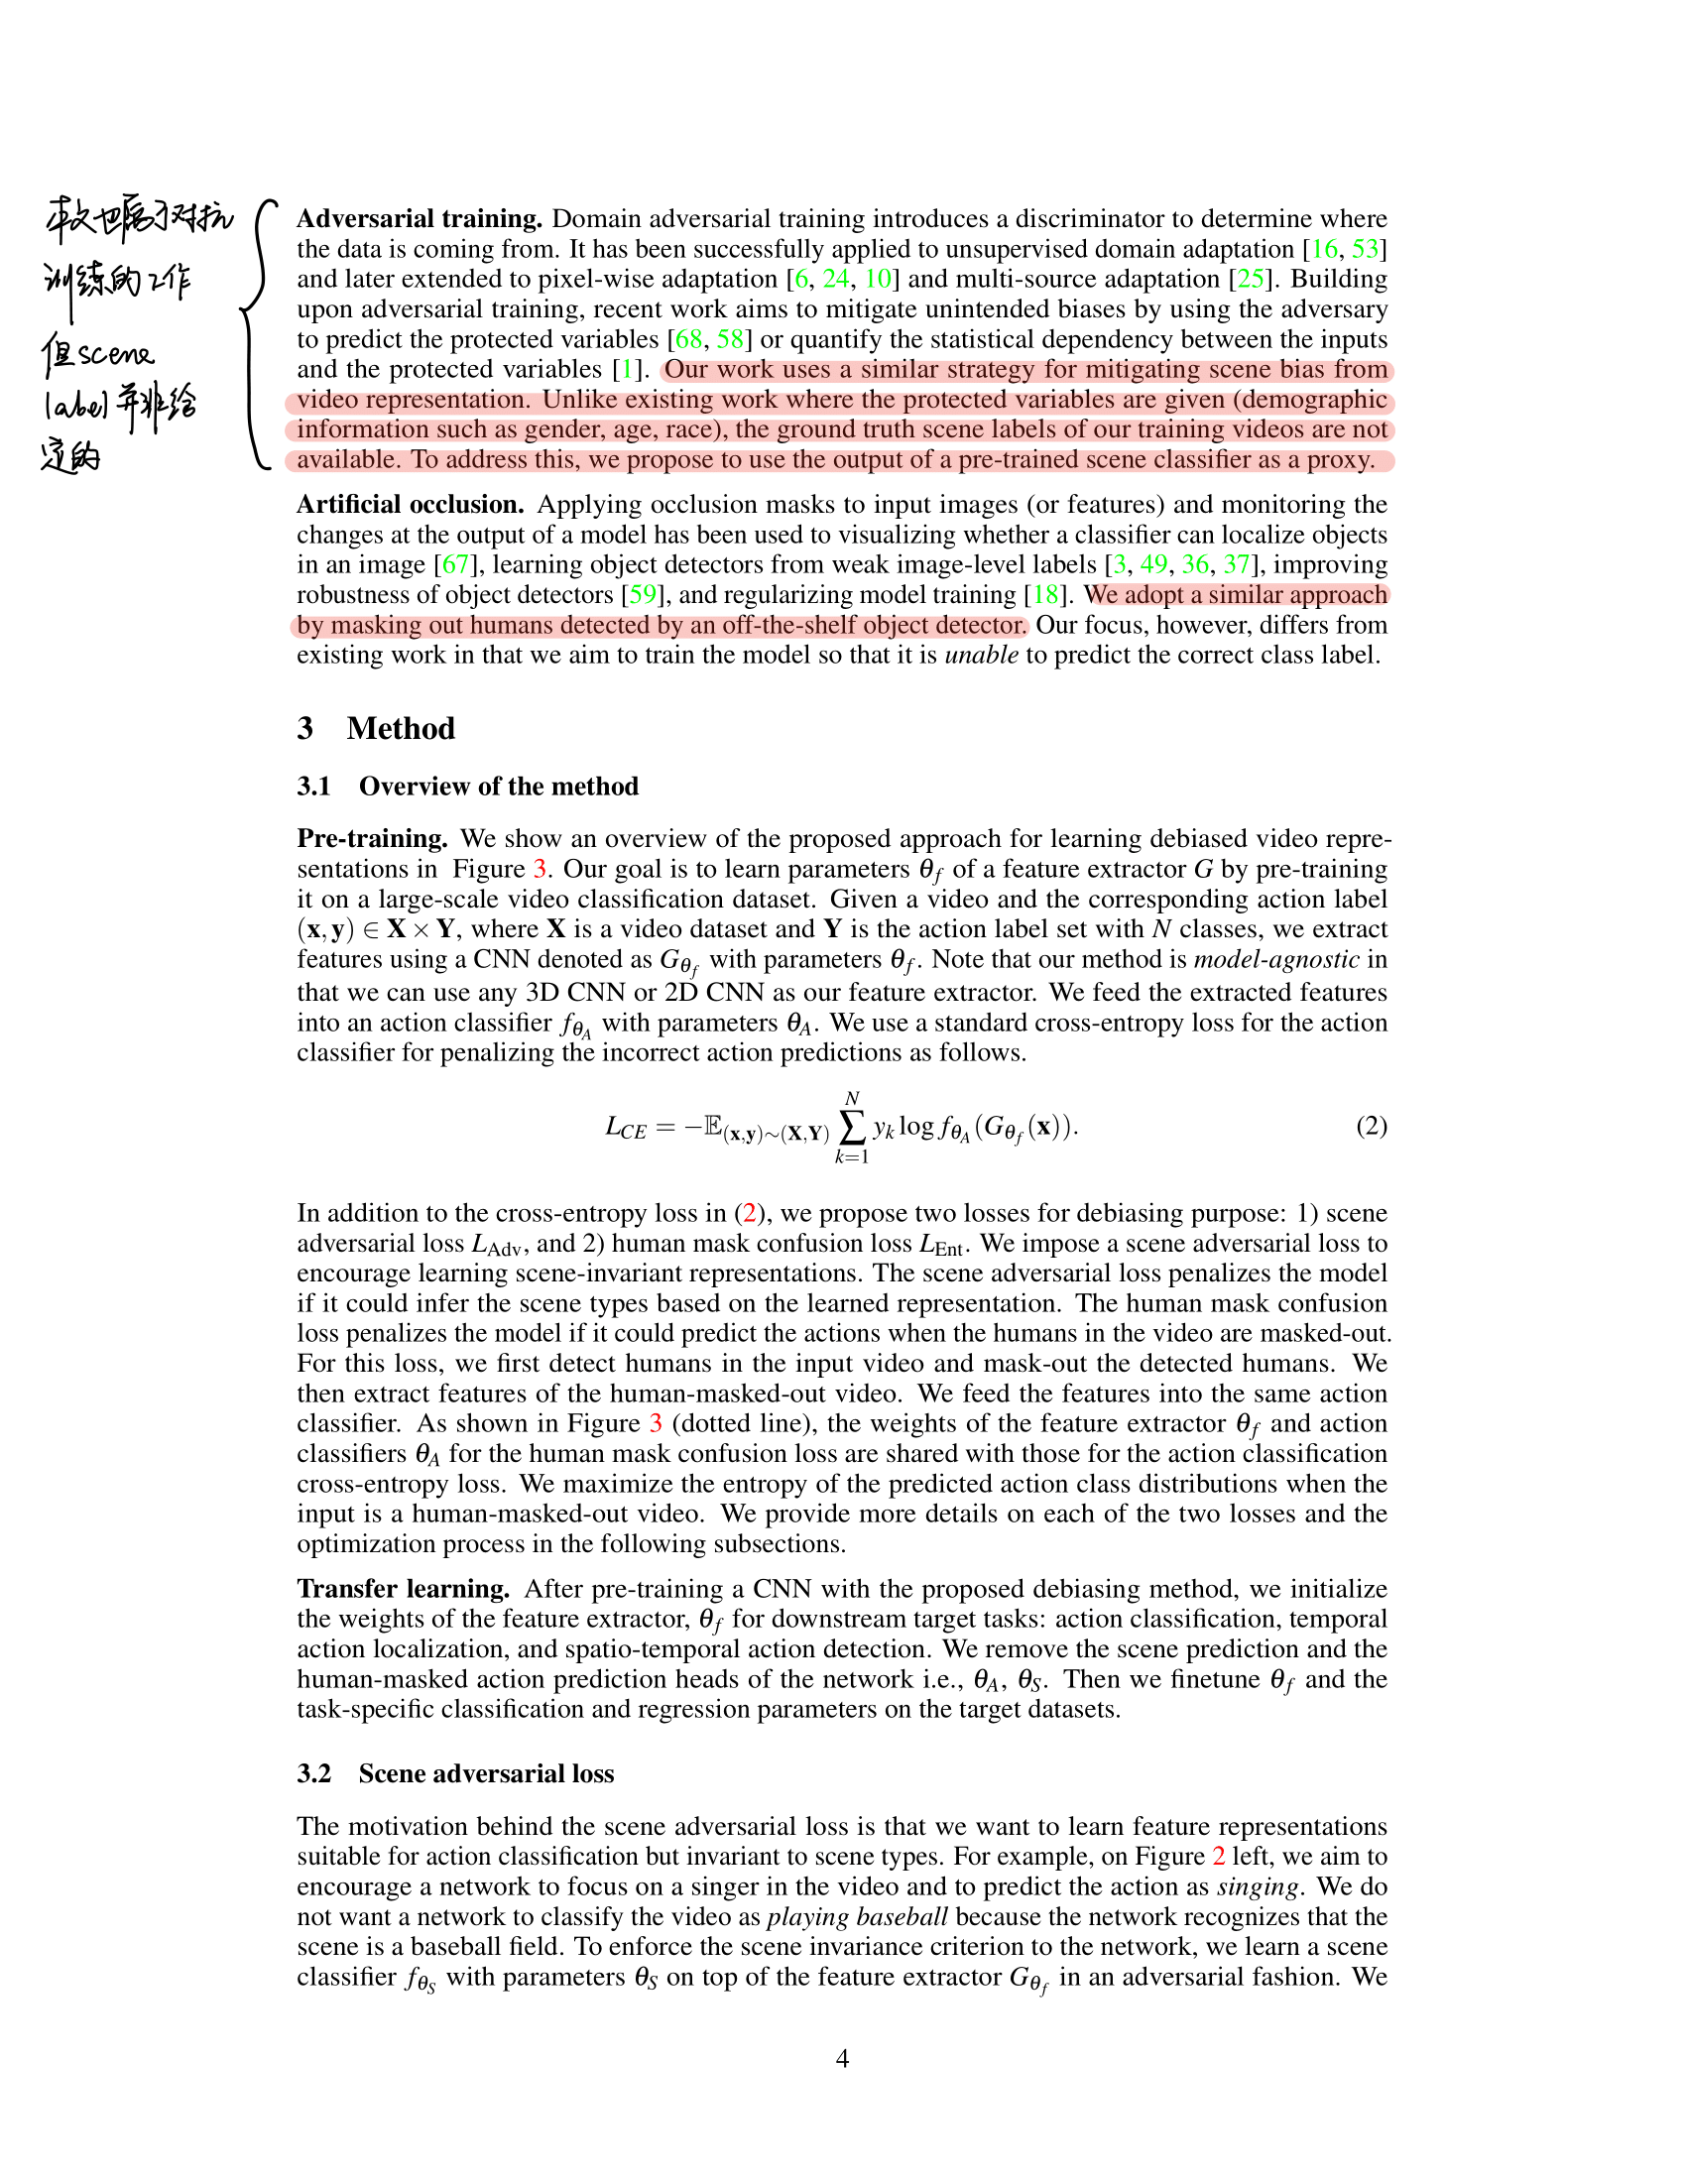 本文也属于对抗
训练的工作
但scene
label并非给
定的
Adversarial training. Domain adversarial training introduces a discriminator to determine where
the data is coming from. It has been successfully applied to unsupervised domain adaptation [16, 53]
and later extended to pixel-wise adaptation [6, 24, 10] and multi-source adaptation [25]. Building
upon adversarial training, recent work aims to mitigate unintended biases by using the adversary
to predict the protected variables [68, 58] or quantify the statistical dependency between the inputs
and the protected variables [1]. Our work uses a similar strategy for mitigating scene bias from
video representation. Unlike existing work where the protected variables are given (demographic
information such as gender, age, race), the ground truth scene labels of our training videos are not
available. To address this, we propose to use the output of a pre-trained scene classifier as a proxy.
Artificial occlusion. Applying occlusion masks to input images (or features) and monitoring the
changes at the output of a model has been used to visualizing whether a classifier can localize objects
in an image [67], learning object detectors from weak image-level labels [3, 49, 36, 37], improving
robustness of object detectors [59], and regularizing model training [18]. We adopt a similar approach
by masking out humans detected by an off-the-shelf object detector. Our focus, however, differs from
existing work in that we aim to train the model so that it is unable to predict the correct class label.
3 Method
3.1 Overview of the method
Pre-training. We show an overview of the proposed approach for learning debiased video repre-
sentations in Figure 3. Our goal is to learn parameters θ_f of a feature extractor G by pre-training
it on a large-scale video classification dataset. Given a video and the corresponding action label
(x,y) ∈ X × Y, where X is a video dataset and Y is the action label set with N classes, we extract
features using a CNN denoted as G_{θ_f} with parameters θ_f. Note that our method is model-agnostic in
that we can use any 3D CNN or 2D CNN as our feature extractor. We feed the extracted features
into an action classifier f_{θ_A} with parameters θ_A. We use a standard cross-entropy loss for the action
classifier for penalizing the incorrect action predictions as follows.
L_{CE} = −𝔼_{(x,y)∼(X,Y)} ∑_{k=1}^{N} y_k log f_{θ_A}(G_{θ_f}(x)). (2)
In addition to the cross-entropy loss in (2), we propose two losses for debiasing purpose: 1) scene
adversarial loss L_{Adv}, and 2) human mask confusion loss L_{Ent}. We impose a scene adversarial loss to
encourage learning scene-invariant representations. The scene adversarial loss penalizes the model
if it could infer the scene types based on the learned representation. The human mask confusion
loss penalizes the model if it could predict the actions when the humans in the video are masked-out.
For this loss, we first detect humans in the input video and mask-out the detected humans. We
then extract features of the human-masked-out video. We feed the features into the same action
classifier. As shown in Figure 3 (dotted line), the weights of the feature extractor θ_f and action
classifiers θ_A for the human mask confusion loss are shared with those for the action classification
cross-entropy loss. We maximize the entropy of the predicted action class distributions when the
input is a human-masked-out video. We provide more details on each of the two losses and the
optimization process in the following subsections.
Transfer learning. After pre-training a CNN with the proposed debiasing method, we initialize
the weights of the feature extractor, θ_f for downstream target tasks: action classification, temporal
action localization, and spatio-temporal action detection. We remove the scene prediction and the
human-masked action prediction heads of the network i.e., θ_A, θ_S. Then we finetune θ_f and the
task-specific classification and regression parameters on the target datasets.
3.2 Scene adversarial loss
The motivation behind the scene adversarial loss is that we want to learn feature representations
suitable for action classification but invariant to scene types. For example, on Figure 2 left, we aim to
encourage a network to focus on a singer in the video and to predict the action as singing. We do
not want a network to classify the video as playing baseball because the network recognizes that the
scene is a baseball field. To enforce the scene invariance criterion to the network, we learn a scene
classifier f_{θ_S} with parameters θ_S on top of the feature extractor G_{θ_f} in an adversarial fashion. We
4